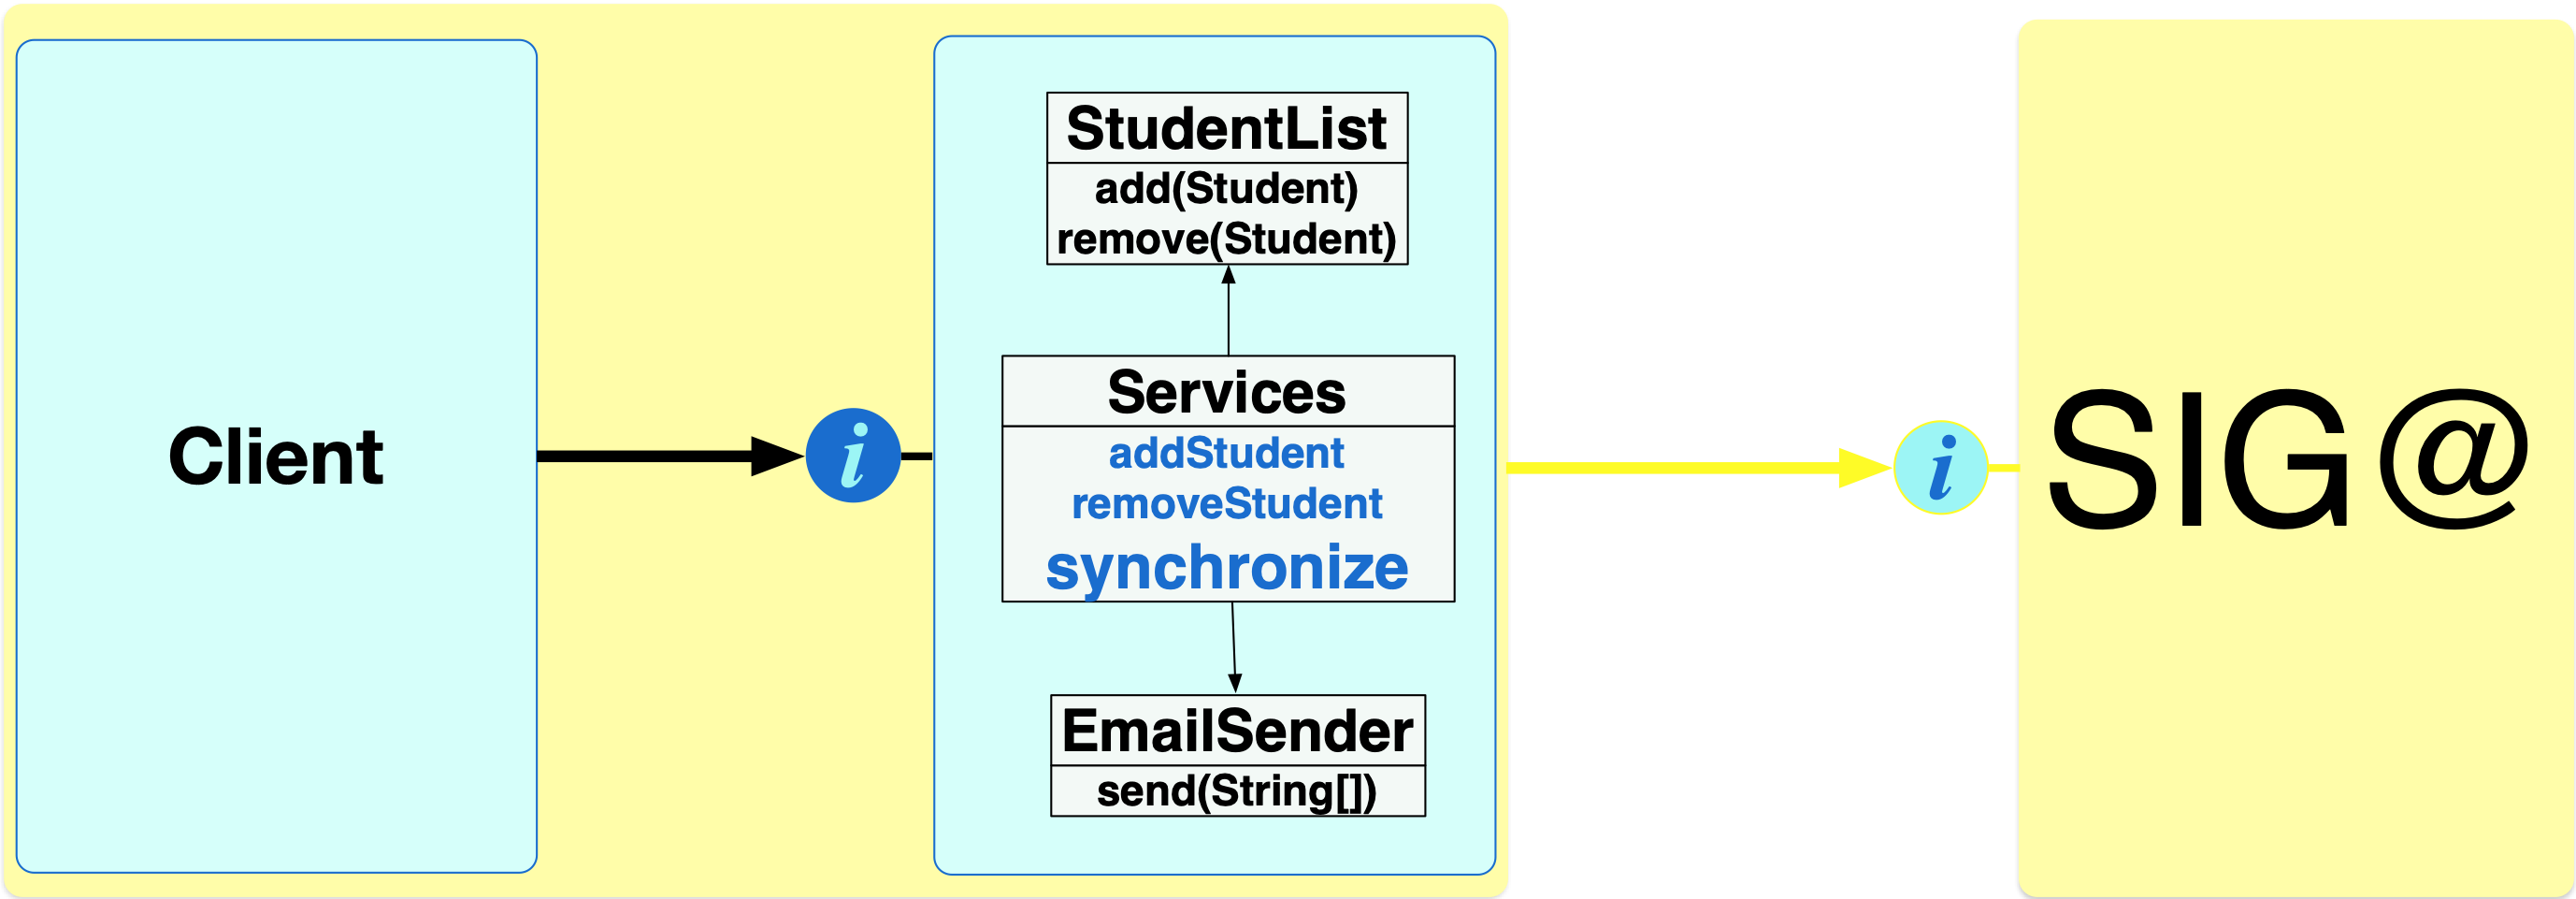 Client
i
StudentList
add(Student)
remove(Student)
Services
addStudent
removeStudent
synchronize
EmailSender
send(String[])
i
SIG@